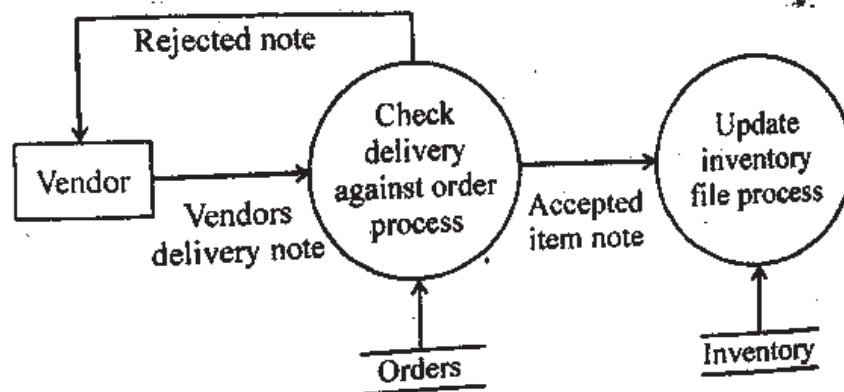 Rejected note
Check
delivery
against order
process
Update
inventory
file process
Vendor
Vendors
delivery note
Accepted
item note
Orders
Inventory